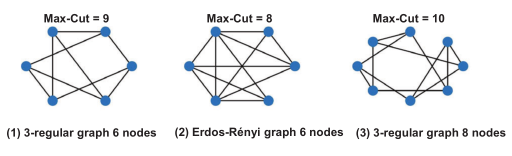 Max-Cut = 9
Max-Cut = 8
Max-Cut = 10
(1) 3-regular graph 6 nodes
(2) Erdos-Rényi graph 6 nodes
(3) 3-regular graph 8 nodes